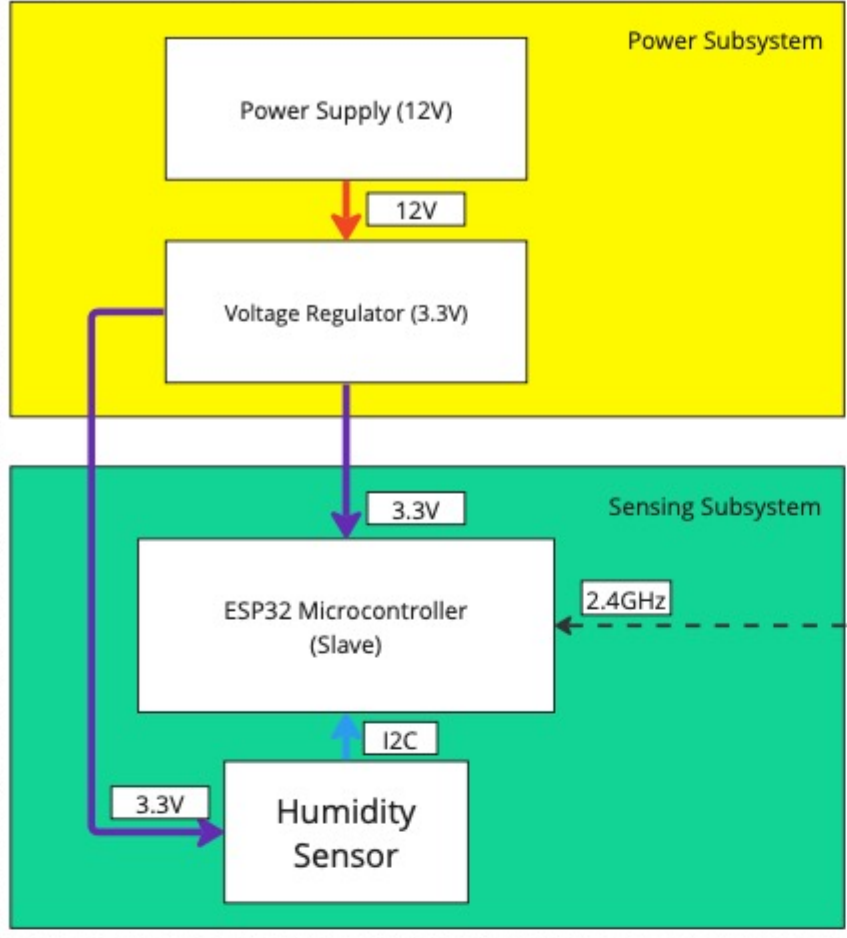 Power Subsystem
Power Supply (12V)
12V
Voltage Regulator (3.3V)
Sensing Subsystem
3.3V
2.4GHz
ESP32 Microcontroller
(Slave)
I2C
3.3V
Humidity
Sensor